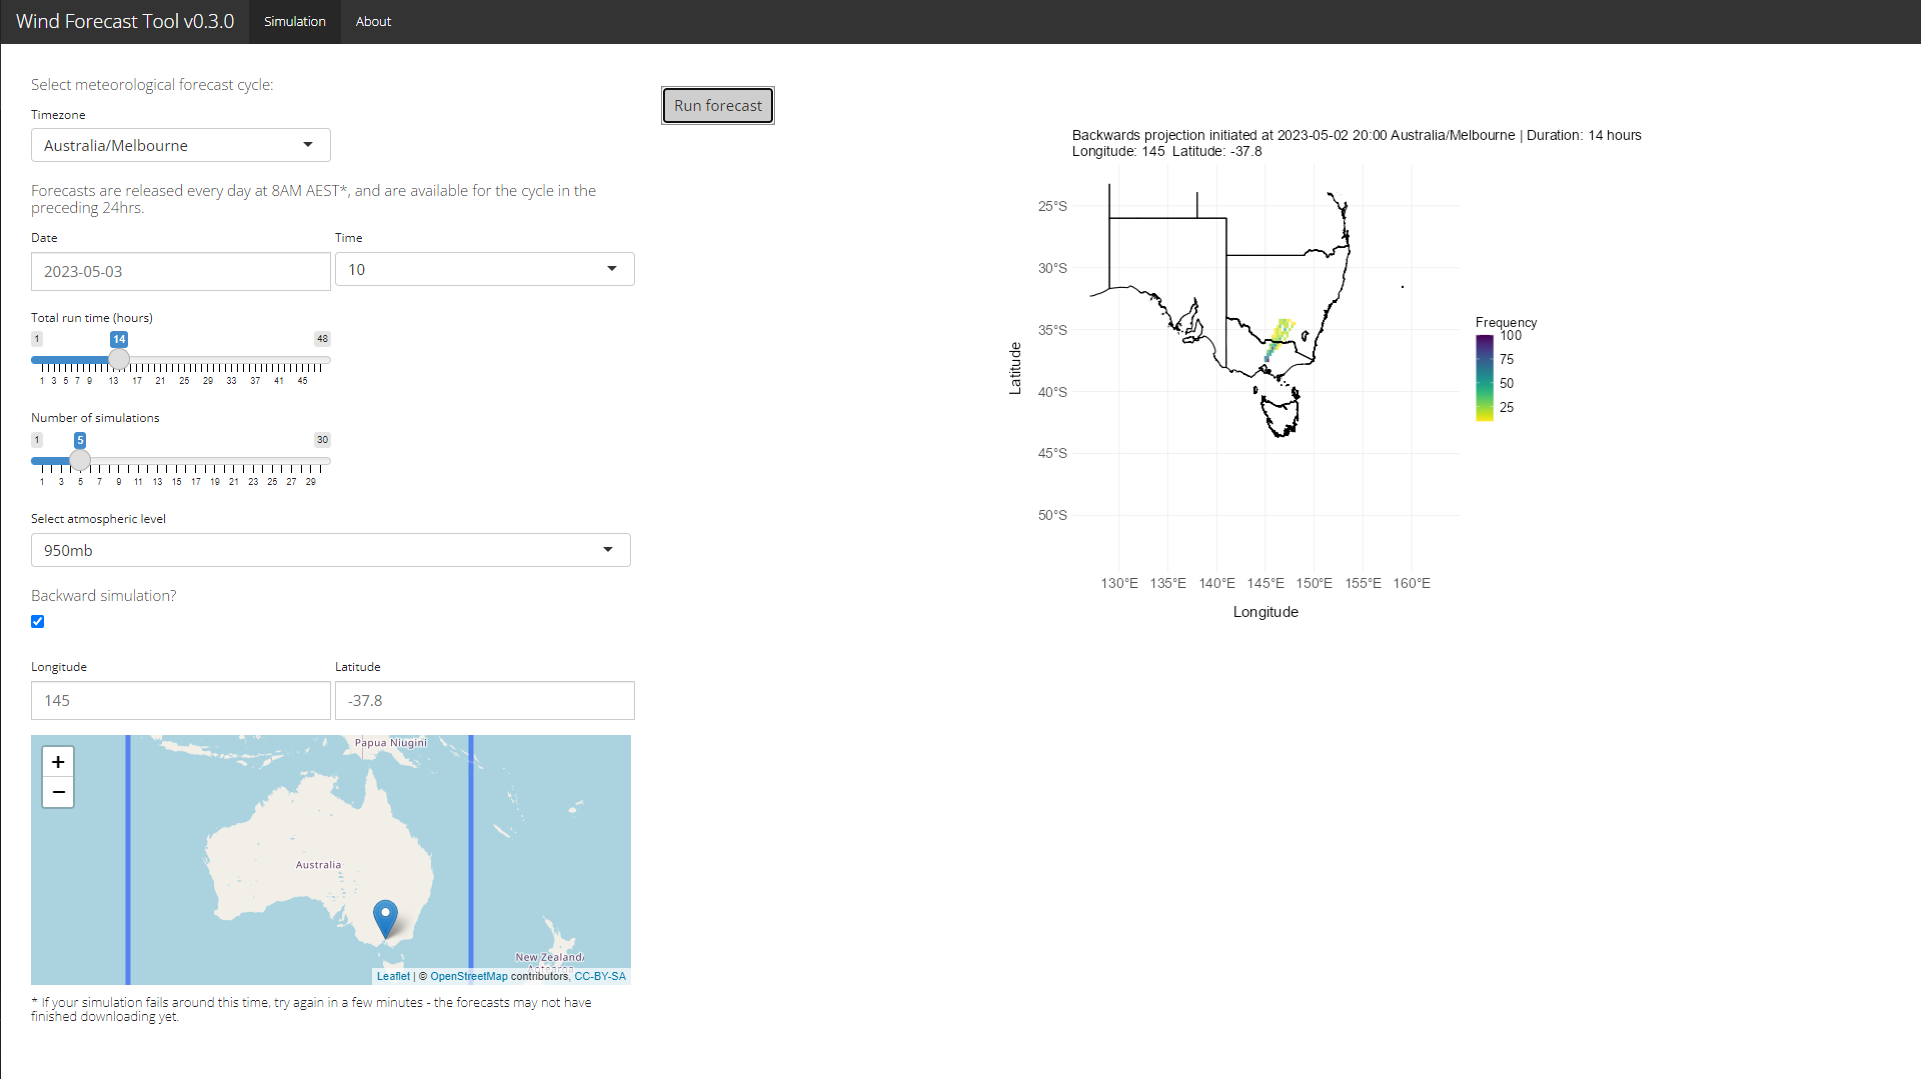 Wind Forecast Tool v0.3.0 Simulation About
Select meteorological forecast cycle:
Timezone
Australia/Melbourne
Forecasts are released every day at 8AM AEST*, and are available for the cycle in the
preceding 24hrs.
Date Time
2023-05-03 10
Total run time (hours)
1 14 48
1 3 5 7 9 13 17 21 25 29 33 37 41 45
Number of simulations
1 5 30
1 3 5 7 9 11 13 15 17 19 21 23 25 27 29
Select atmospheric level
950mb
Backward simulation?
Longitude Latitude
145 -37.8
+
−
Papua Niugini
Australia
New Zealand/
Aotearoa
Leaflet | © OpenStreetMap contributors, CC-BY-SA
* If your simulation fails around this time, try again in a few minutes - the forecasts may not have
finished downloading yet.
Run forecast
Backwards projection initiated at 2023-05-02 20:00 Australia/Melbourne | Duration: 14 hours
Longitude: 145 Latitude: -37.8
25°S
30°S
35°S
40°S
45°S
50°S
Latitude
130°E 135°E 140°E 145°E 150°E 155°E 160°E
Longitude
Frequency
100
75
50
25